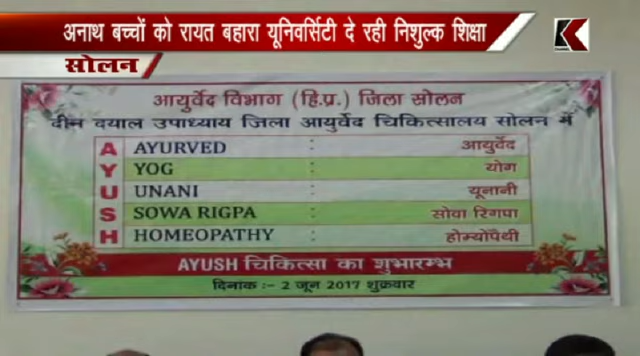 अनाथ बच्चों को रायत बहारा यूनिवर्सिटी दे रही निशुल्क शिक्षा
सोलन
आयुर्वेद विभाग (हि.प्र.) जिला सोलन
दीन दयाल उपाध्याय जिला आयुर्वेद चिकित्सालय सोलन में
A AYURVED : आयुर्वेद
Y YOG : योग
U UNANI : यूनानी
S SOWA RIGPA : सोवा रिगपा
H HOMEOPATHY : होम्योपैथी
AYUSH चिकित्सा का शुभारम्भ
दिनांक :- 2 जून 2017 शुक्रवार